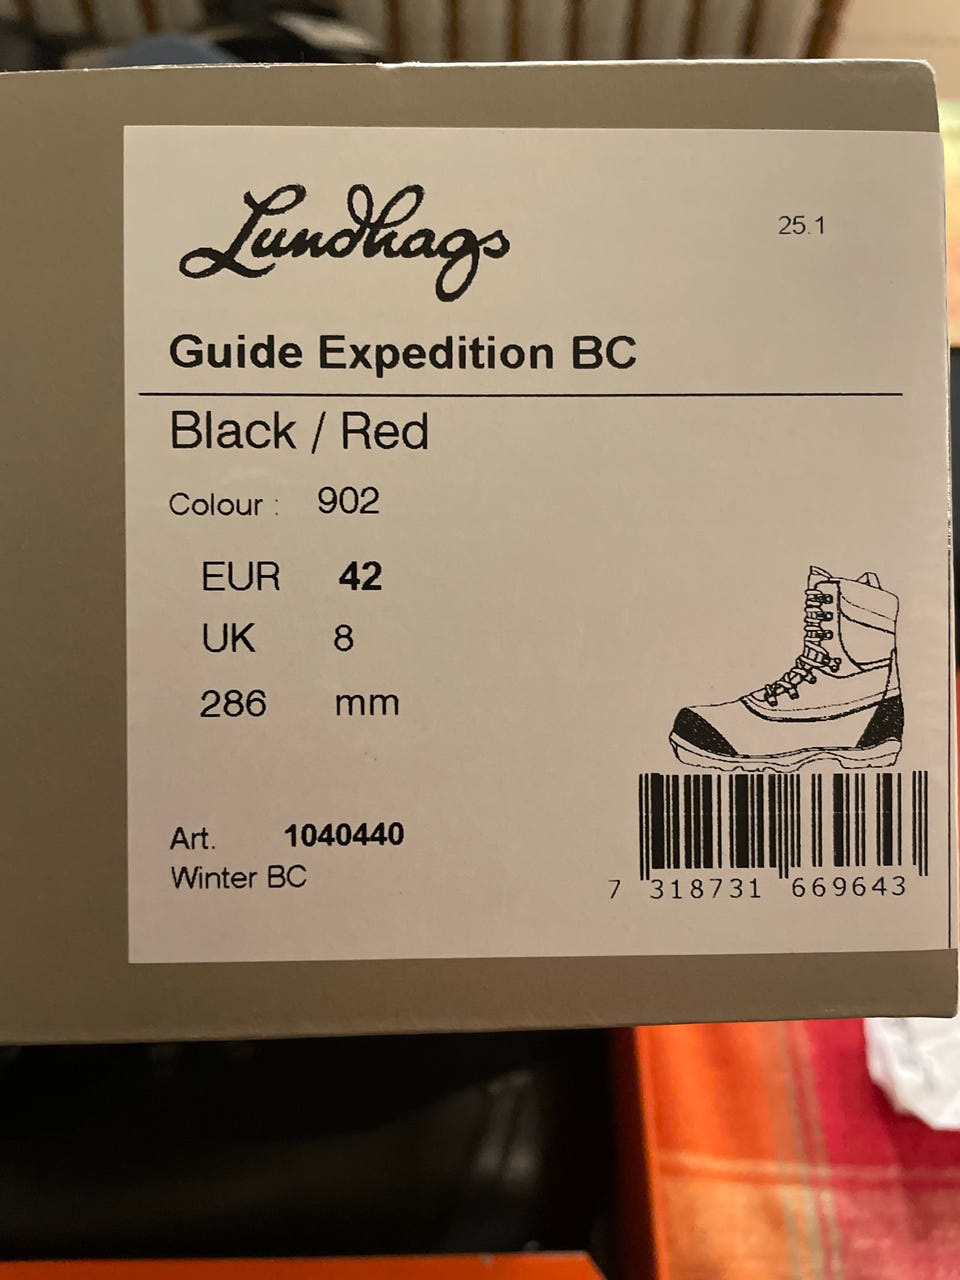 Lundhags
25.1
Guide Expedition BC
Black / Red
Colour : 902
EUR 42
UK 8
286 mm
Art. 1040440
Winter BC
7 318731 669643